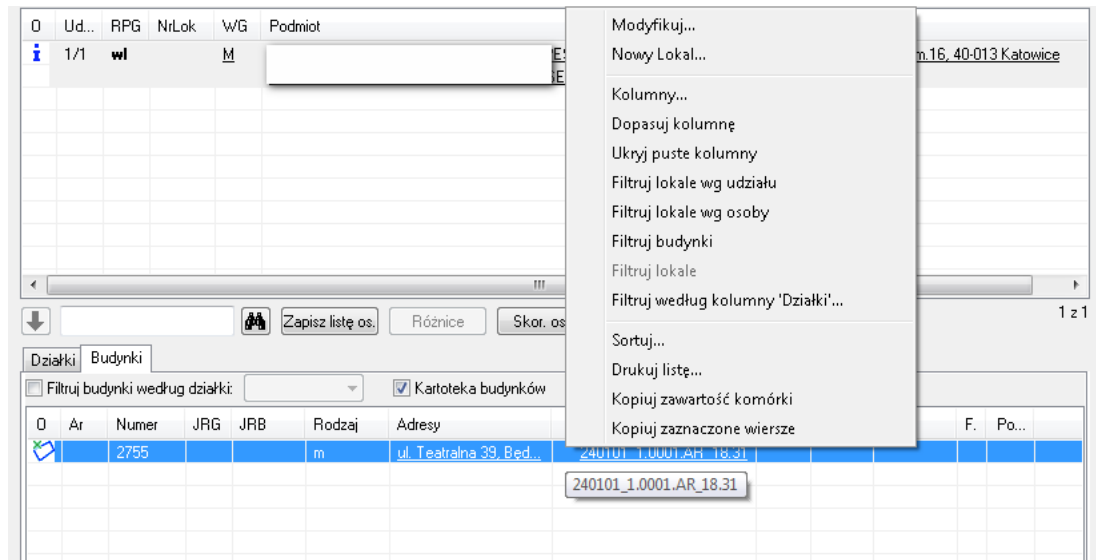 O Ud... RPG NrLok WG Podmiot
1/1 wł M m.16, 40-013 Katowice
Modyfikuj...
Nowy Lokal...
Kolumny...
Dopasuj kolumnę
Ukryj puste kolumny
Filtruj lokale wg udziału
Filtruj lokale wg osoby
Filtruj budynki
Filtruj lokale
Filtruj według kolumny 'Działki'...
Sortuj...
Drukuj listę...
Kopiuj zawartość komórki
Kopiuj zaznaczone wiersze
Zapisz listę os. Różnice Skor. os 1 z 1
Działki Budynki
Filtruj budynki według działki: Kartoteka budynków
O Ar Numer JRG JRB Rodzaj Adresy F. Po...
2755 m ul. Teatralna 39, Będ... 240101_1.0001.AR_18.31
240101_1.0001.AR_18.31